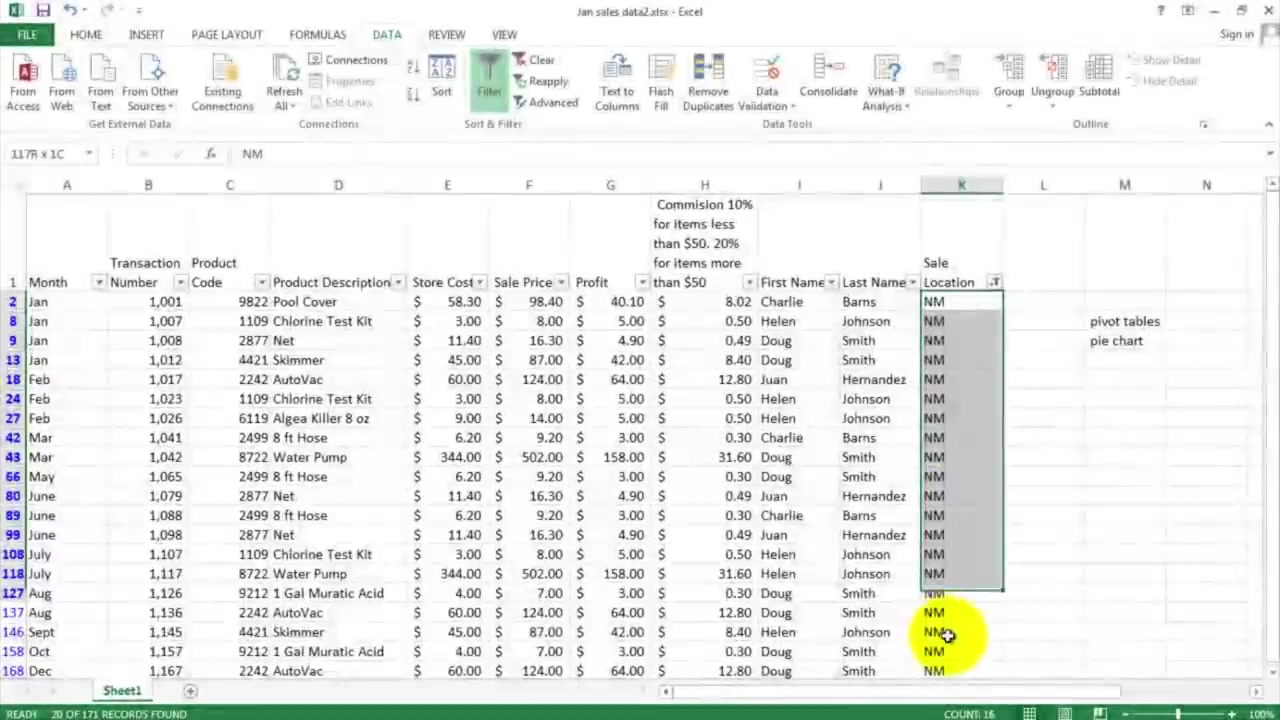 Jan sales data2.xlsx - Excel
FILE HOME INSERT PAGE LAYOUT FORMULAS DATA REVIEW VIEW Sign in
From Access From Web From Text From Other Sources Existing Connections Refresh All Connections Properties Edit Links Sort Filter Clear Reapply Advanced Text to Columns Flash Fill Remove Duplicates Data Validation Consolidate What-If Analysis Relationships Group Ungroup Subtotal Show Detail Hide Detail
Get External Data Connections Sort & Filter Data Tools Outline
117R x 1C fx NM
A B C D E F G H I J K L M N
Commision 10%
for items less
than $50. 20%
Transaction Product for items more Sale
1 Month Number Code Product Description Store Cost Sale Price Profit than $50 First Name Last Name Location
2 Jan 1,001 9822 Pool Cover $ 58.30 $ 98.40 $ 40.10 $ 8.02 Charlie Barns NM
8 Jan 1,007 1109 Chlorine Test Kit $ 3.00 $ 8.00 $ 5.00 $ 0.50 Helen Johnson NM pivot tables
9 Jan 1,008 2877 Net $ 11.40 $ 16.30 $ 4.90 $ 0.49 Doug Smith NM pie chart
13 Jan 1,012 4421 Skimmer $ 45.00 $ 87.00 $ 42.00 $ 8.40 Doug Smith NM
18 Feb 1,017 2242 AutoVac $ 60.00 $ 124.00 $ 64.00 $ 12.80 Juan Hernandez NM
24 Feb 1,023 1109 Chlorine Test Kit $ 3.00 $ 8.00 $ 5.00 $ 0.50 Helen Johnson NM
27 Feb 1,026 6119 Algea Killer 8 oz $ 9.00 $ 14.00 $ 5.00 $ 0.50 Helen Johnson NM
42 Mar 1,041 2499 8 ft Hose $ 6.20 $ 9.20 $ 3.00 $ 0.30 Charlie Barns NM
43 Mar 1,042 8722 Water Pump $ 344.00 $ 502.00 $ 158.00 $ 31.60 Doug Smith NM
66 May 1,065 2499 8 ft Hose $ 6.20 $ 9.20 $ 3.00 $ 0.30 Doug Smith NM
80 June 1,079 2877 Net $ 11.40 $ 16.30 $ 4.90 $ 0.49 Juan Hernandez NM
89 June 1,088 2499 8 ft Hose $ 6.20 $ 9.20 $ 3.00 $ 0.30 Charlie Barns NM
99 June 1,098 2877 Net $ 11.40 $ 16.30 $ 4.90 $ 0.49 Juan Hernandez NM
108 July 1,107 1109 Chlorine Test Kit $ 3.00 $ 8.00 $ 5.00 $ 0.50 Helen Johnson NM
118 July 1,117 8722 Water Pump $ 344.00 $ 502.00 $ 158.00 $ 31.60 Helen Johnson NM
127 Aug 1,126 9212 1 Gal Muratic Acid $ 4.00 $ 7.00 $ 3.00 $ 0.30 Doug Smith NM
137 Aug 1,136 2242 AutoVac $ 60.00 $ 124.00 $ 64.00 $ 12.80 Doug Smith NM
146 Sept 1,145 4421 Skimmer $ 45.00 $ 87.00 $ 42.00 $ 8.40 Helen Johnson NM
158 Oct 1,157 9212 1 Gal Muratic Acid $ 4.00 $ 7.00 $ 3.00 $ 0.30 Doug Smith NM
168 Dec 1,167 2242 AutoVac $ 60.00 $ 124.00 $ 64.00 $ 12.80 Doug Smith NM
Sheet1
READY 20 OF 171 RECORDS FOUND COUNT: 16 100%